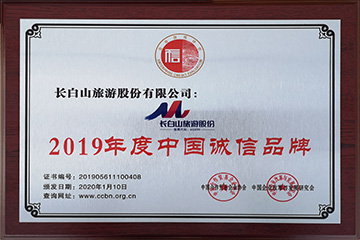 信
长白山旅游股份有限公司：
长白山旅游股份
2019年度中国诚信品牌
证书编号：201905611100408
颁发日期：2020年1月10日
查询网址：www.ccbn.org.cn